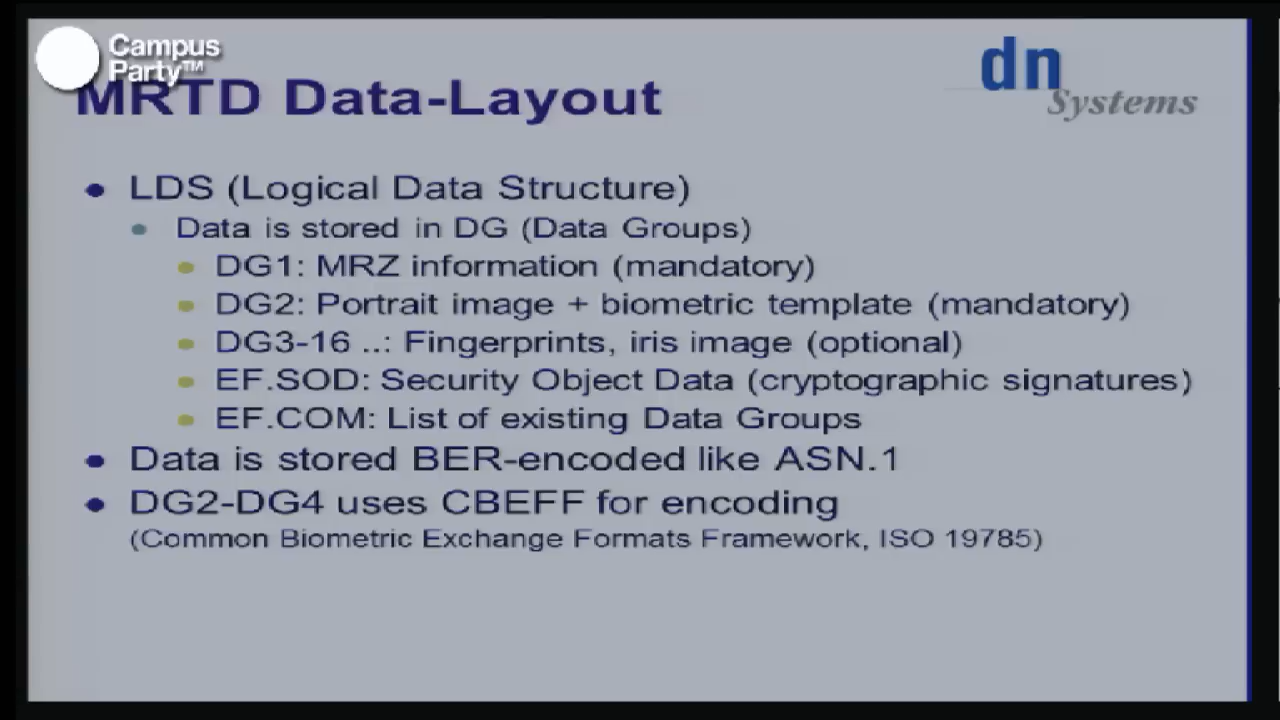 Campus
Party™
MRTD Data-Layout
dn
Systems
LDS (Logical Data Structure)
Data is stored in DG (Data Groups)
DG1: MRZ information (mandatory)
DG2: Portrait image + biometric template (mandatory)
DG3-16 ..: Fingerprints, iris image (optional)
EF.SOD: Security Object Data (cryptographic signatures)
EF.COM: List of existing Data Groups
Data is stored BER-encoded like ASN.1
DG2-DG4 uses CBEFF for encoding
(Common Biometric Exchange Formats Framework, ISO 19785)